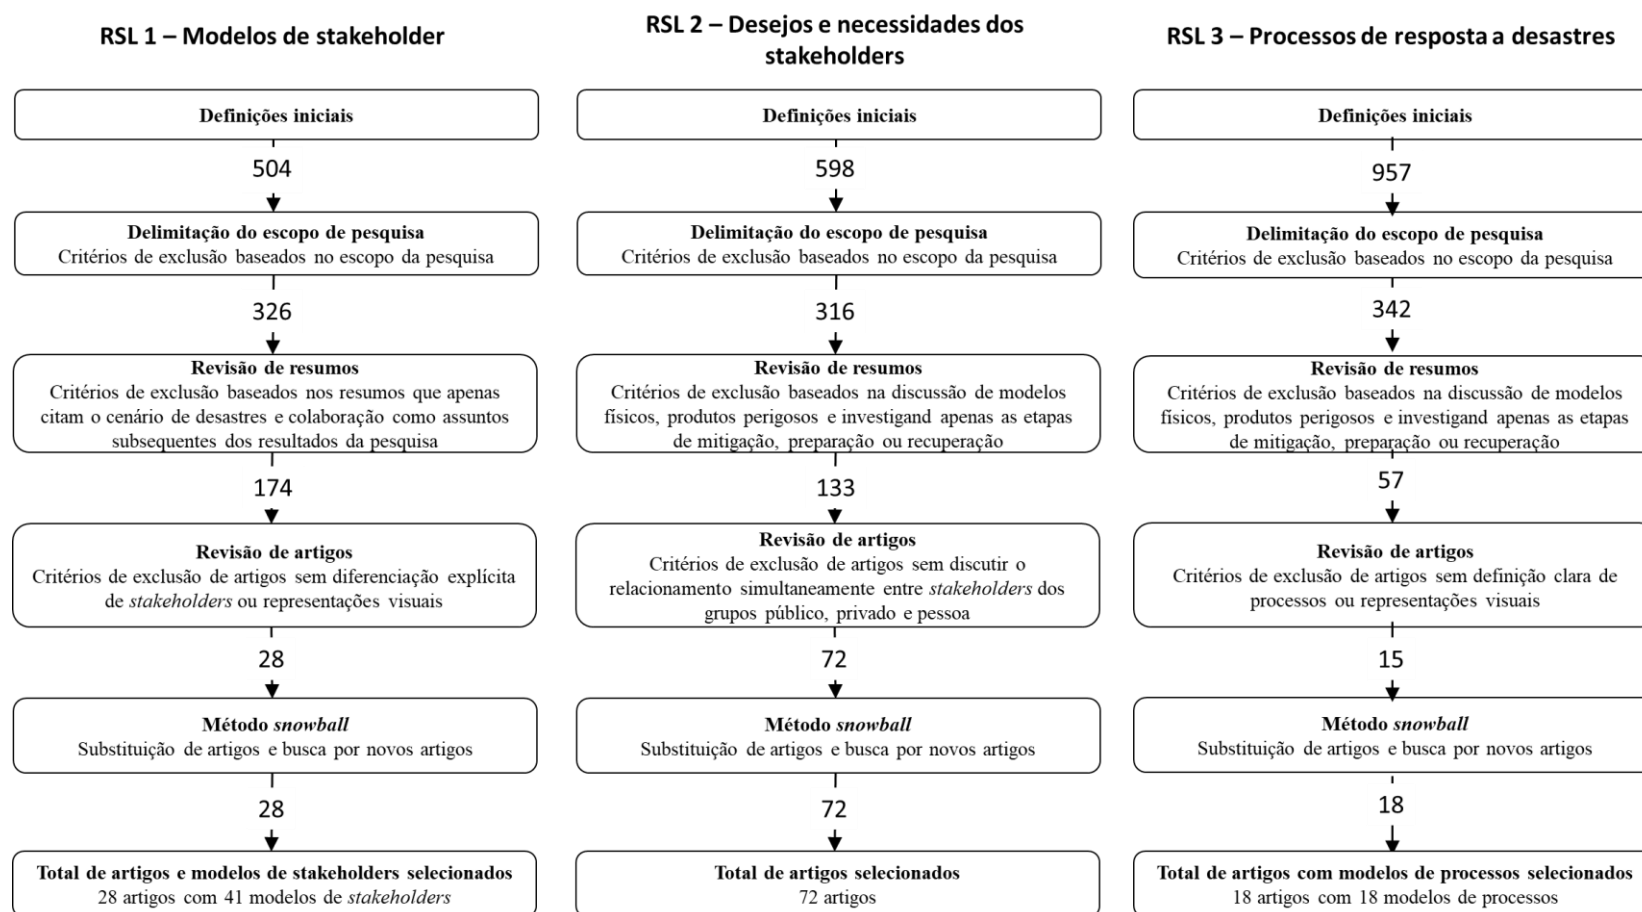 RSL 1 – Modelos de stakeholder
Definições iniciais
504
Delimitação do escopo de pesquisa
Critérios de exclusão baseados no escopo da pesquisa
326
Revisão de resumos
Critérios de exclusão baseados nos resumos que apenas
citam o cenário de desastres e colaboração como assuntos
subsequentes dos resultados da pesquisa
174
Revisão de artigos
Critérios de exclusão de artigos sem diferenciação explícita
de stakeholders ou representações visuais
28
Método snowball
Substituição de artigos e busca por novos artigos
28
Total de artigos e modelos de stakeholders selecionados
28 artigos com 41 modelos de stakeholders
RSL 2 – Desejos e necessidades dos
stakeholders
Definições iniciais
598
Delimitação do escopo de pesquisa
Critérios de exclusão baseados no escopo da pesquisa
316
Revisão de resumos
Critérios de exclusão baseados na discussão de modelos
físicos, produtos perigosos e investigand apenas as etapas
de mitigação, preparação ou recuperação
133
Revisão de artigos
Critérios de exclusão de artigos sem discutir o
relacionamento simultaneamente entre stakeholders dos
grupos público, privado e pessoa
72
Método snowball
Substituição de artigos e busca por novos artigos
72
Total de artigos selecionados
72 artigos
RSL 3 – Processos de resposta a desastres
Definições iniciais
957
Delimitação do escopo de pesquisa
Critérios de exclusão baseados no escopo da pesquisa
342
Revisão de resumos
Critérios de exclusão baseados na discussão de modelos
físicos, produtos perigosos e investigand apenas as etapas
de mitigação, preparação ou recuperação
57
Revisão de artigos
Critérios de exclusão de artigos sem definição clara de
processos ou representações visuais
15
Método snowball
Substituição de artigos e busca por novos artigos
18
Total de artigos com modelos de processos selecionados
18 artigos com 18 modelos de processos